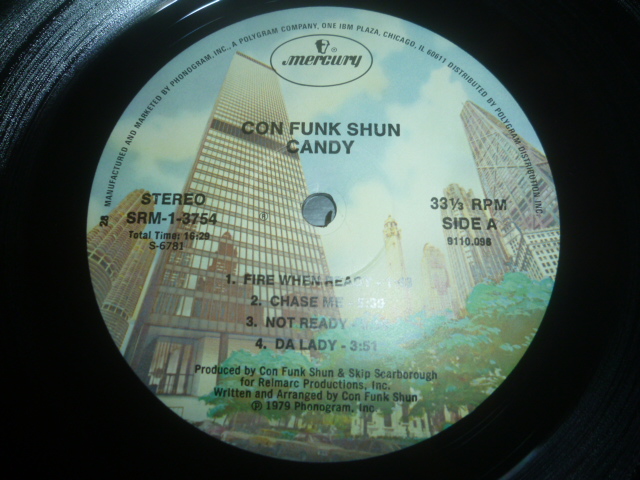 MANUFACTURED AND MARKETED BY PHONOGRAM, INC., A POLYGRAM COMPANY, ONE IBM PLAZA, CHICAGO, IL 60611 DISTRIBUTED BY POLYGRAM DISTRIBUTION, INC.
mercury
CON FUNK SHUN
CANDY
STEREO
SRM-1-3754
Total Time: 16:29
S-6781
33⅓ RPM
SIDE A
9110.098
1. FIRE WHEN
2. CHASE ME
3. NOT READY
4. DA LADY - 3:51
Produced by Con Funk Shun & Skip Scarborough
for Relmarc Productions, Inc.
Written and Arranged by Con Funk Shun
℗ 1979 Phonogram, Inc.